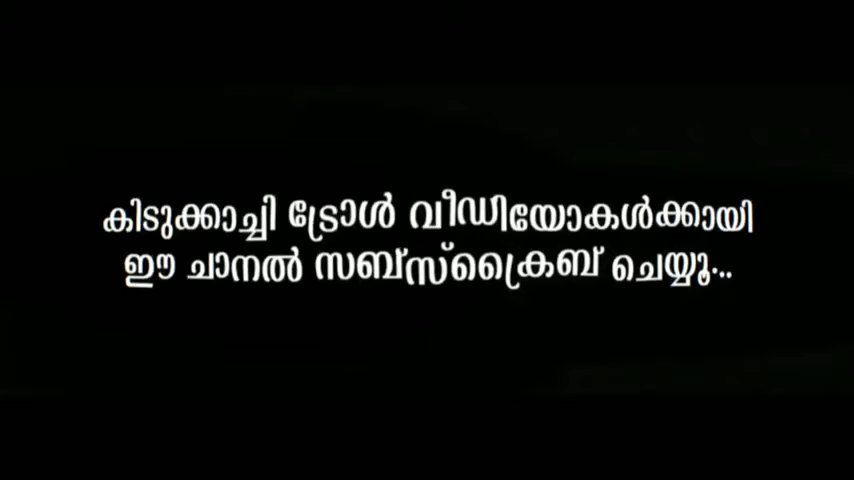 കിടുക്കാച്ചി ട്രോൾ വീഡിയോകൾക്കായി
ഈ ചാനൽ സബ്സ്ക്രൈബ് ചെയ്യൂ...